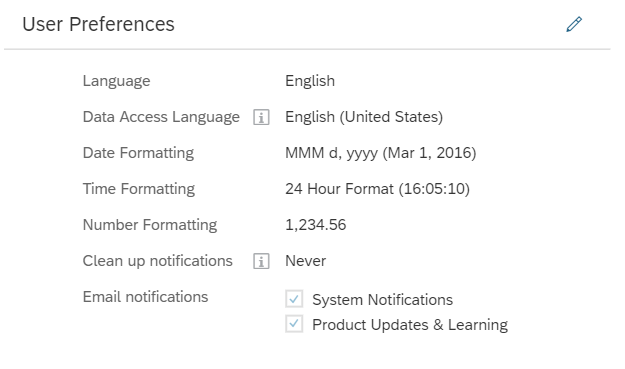 User Preferences
Language English
Data Access Language English (United States)
Date Formatting MMM d, yyyy (Mar 1, 2016)
Time Formatting 24 Hour Format (16:05:10)
Number Formatting 1,234.56
Clean up notifications Never
Email notifications System Notifications
Product Updates & Learning